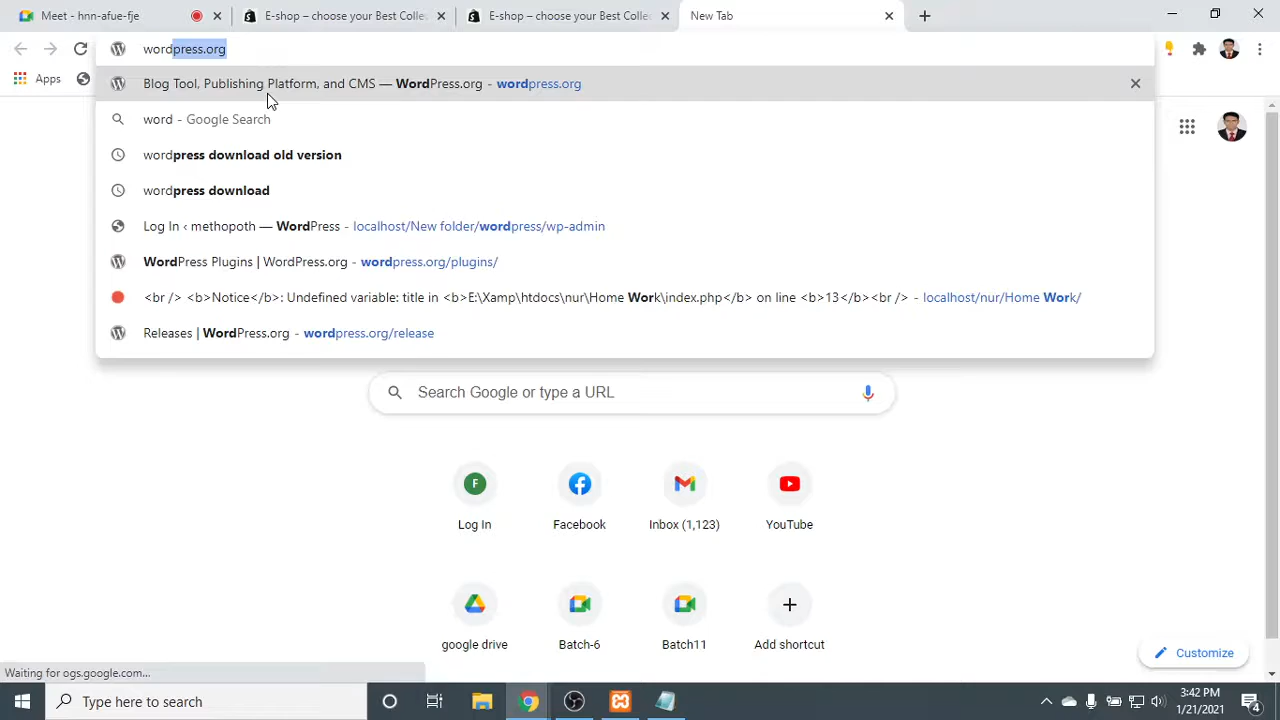 Meet - hnn-afue-fje
E-shop – choose your Best Collec
E-shop – choose your Best Collec
New Tab
wordpress.org
Apps
Blog Tool, Publishing Platform, and CMS — WordPress.org - wordpress.org
word - Google Search
wordpress download old version
wordpress download
Log In ‹ methopoth — WordPress - localhost/New folder/wordpress/wp-admin
WordPress Plugins | WordPress.org - wordpress.org/plugins/
<br /> <b>Notice</b>: Undefined variable: title in <b>E:\Xamp\htdocs\nur\Home Work\index.php</b> on line <b>13</b><br /> - localhost/nur/Home Work/
Releases | WordPress.org - wordpress.org/release
Search Google or type a URL
F
Log In
Facebook
Inbox (1,123)
YouTube
google drive
Batch-6
Batch11
Add shortcut
Customize
Waiting for ogs.google.com...
Type here to search
3:42 PM
1/21/2021
4